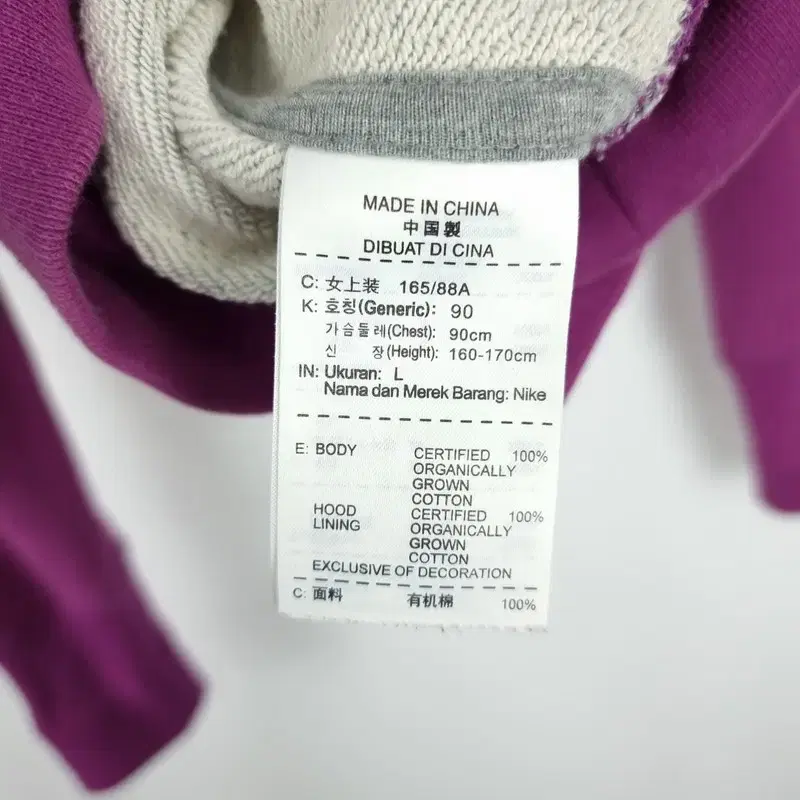 MADE IN CHINA
中国製
DIBUAT DI CINA
C: 女上装 165/88A
K: 호칭(Generic): 90
가슴둘레(Chest): 90cm
신 장(Height): 160-170cm
IN: Ukuran: L
Nama dan Merek Barang: Nike
E: BODY CERTIFIED 100%
ORGANICALLY
GROWN
COTTON
HOOD CERTIFIED 100%
LINING ORGANICALLY
GROWN
COTTON
EXCLUSIVE OF DECORATION
C: 面料 有机棉 100%